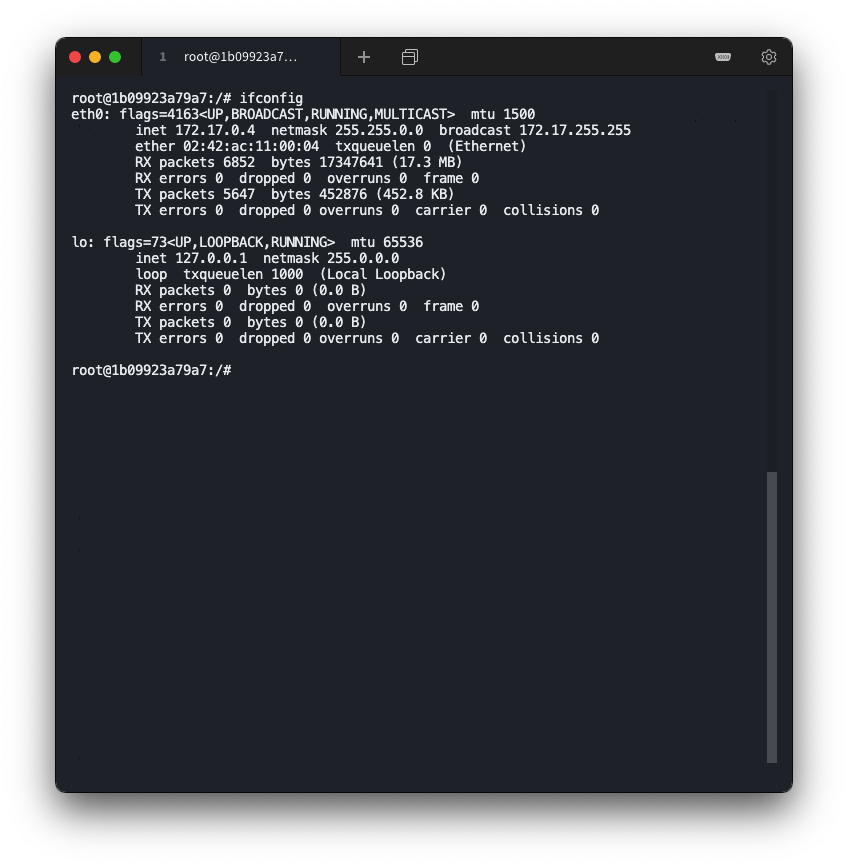 1 root@1b09923a7...
root@1b09923a79a7:/# ifconfig
eth0: flags=4163<UP,BROADCAST,RUNNING,MULTICAST>  mtu 1500
        inet 172.17.0.4  netmask 255.255.0.0  broadcast 172.17.255.255
        ether 02:42:ac:11:00:04  txqueuelen 0  (Ethernet)
        RX packets 6852  bytes 17347641 (17.3 MB)
        RX errors 0  dropped 0  overruns 0  frame 0
        TX packets 5647  bytes 452876 (452.8 KB)
        TX errors 0  dropped 0 overruns 0  carrier 0  collisions 0

lo: flags=73<UP,LOOPBACK,RUNNING>  mtu 65536
        inet 127.0.0.1  netmask 255.0.0.0
        loop  txqueuelen 1000  (Local Loopback)
        RX packets 0  bytes 0 (0.0 B)
        RX errors 0  dropped 0  overruns 0  frame 0
        TX packets 0  bytes 0 (0.0 B)
        TX errors 0  dropped 0 overruns 0  carrier 0  collisions 0

root@1b09923a79a7:/#